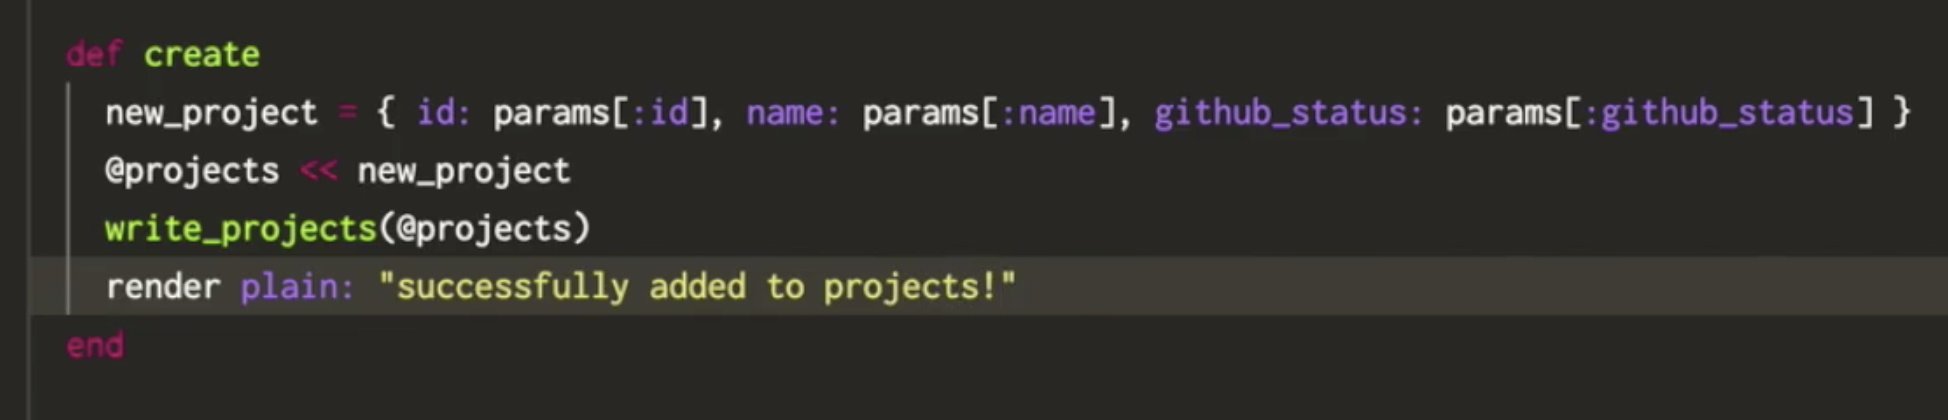 def create
  new_project = { id: params[:id], name: params[:name], github_status: params[:github_status] }
  @projects << new_project
  write_projects(@projects)
  render plain: "successfully added to projects!"
end